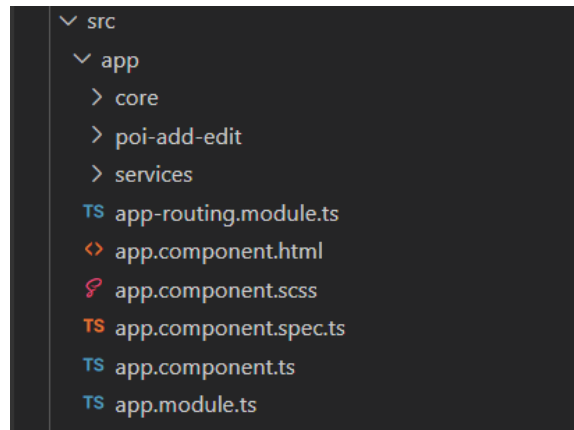 src
app
core
poi-add-edit
services
TS app-routing.module.ts
<> app.component.html
app.component.scss
TS app.component.spec.ts
TS app.component.ts
TS app.module.ts